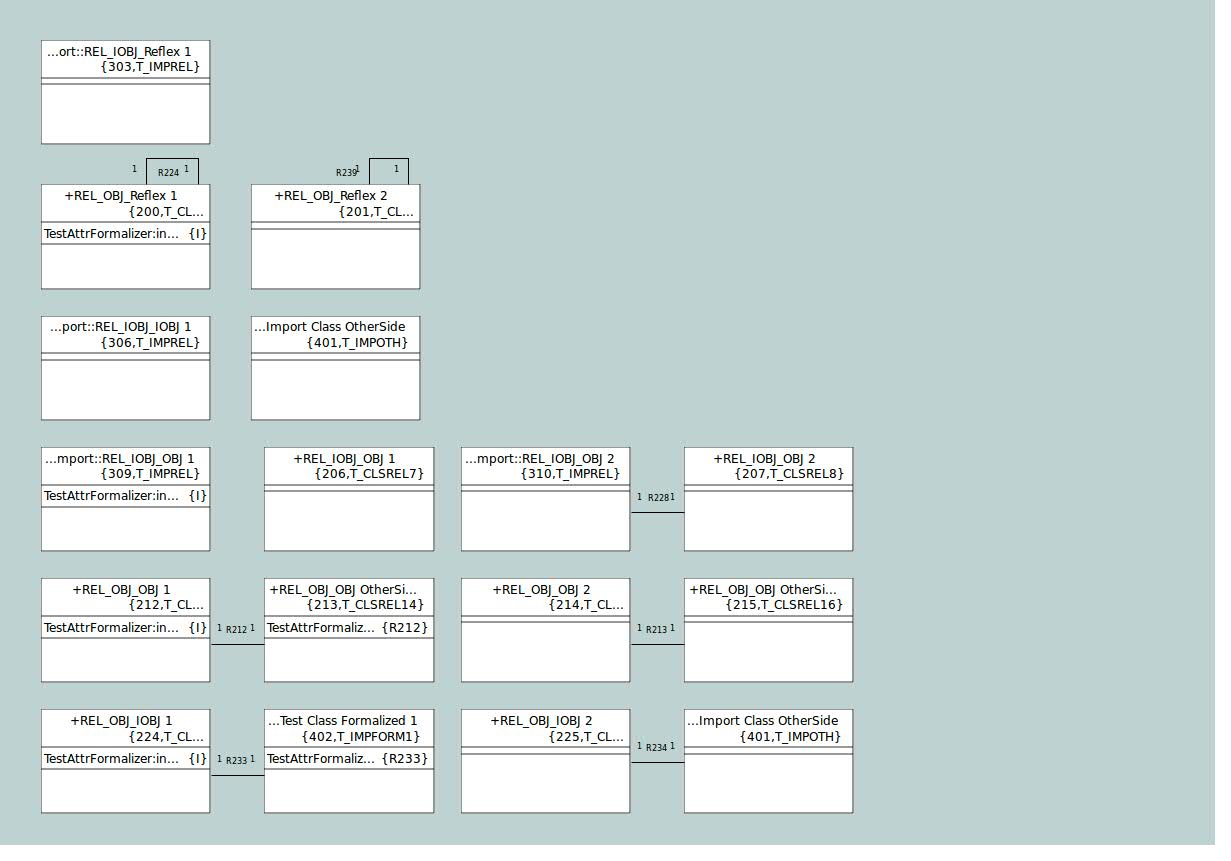 ...ort::REL_IOBJ_Reflex 1
{303,T_IMPREL}
1 R224 1
R239 1 1
+REL_OBJ_Reflex 1
{200,T_CL...
TestAttrFormalizer:in... {I}
+REL_OBJ_Reflex 2
{201,T_CL...
...port::REL_IOBJ_IOBJ 1
{306,T_IMPREL}
...Import Class OtherSide
{401,T_IMPOTH}
...mport::REL_IOBJ_OBJ 1
{309,T_IMPREL}
TestAttrFormalizer:in... {I}
+REL_IOBJ_OBJ 1
{206,T_CLSREL7}
...mport::REL_IOBJ_OBJ 2
{310,T_IMPREL}
1 R228 1
+REL_IOBJ_OBJ 2
{207,T_CLSREL8}
+REL_OBJ_OBJ 1
{212,T_CL...
TestAttrFormalizer:in... {I}
1 R212 1
+REL_OBJ_OBJ OtherSi...
{213,T_CLSREL14}
TestAttrFormaliz... {R212}
+REL_OBJ_OBJ 2
{214,T_CL...
1 R213 1
+REL_OBJ_OBJ OtherSi...
{215,T_CLSREL16}
+REL_OBJ_IOBJ 1
{224,T_CL...
TestAttrFormalizer:in... {I}
1 R233 1
...Test Class Formalized 1
{402,T_IMPFORM1}
TestAttrFormaliz... {R233}
+REL_OBJ_IOBJ 2
{225,T_CL...
1 R234 1
...Import Class OtherSide
{401,T_IMPOTH}